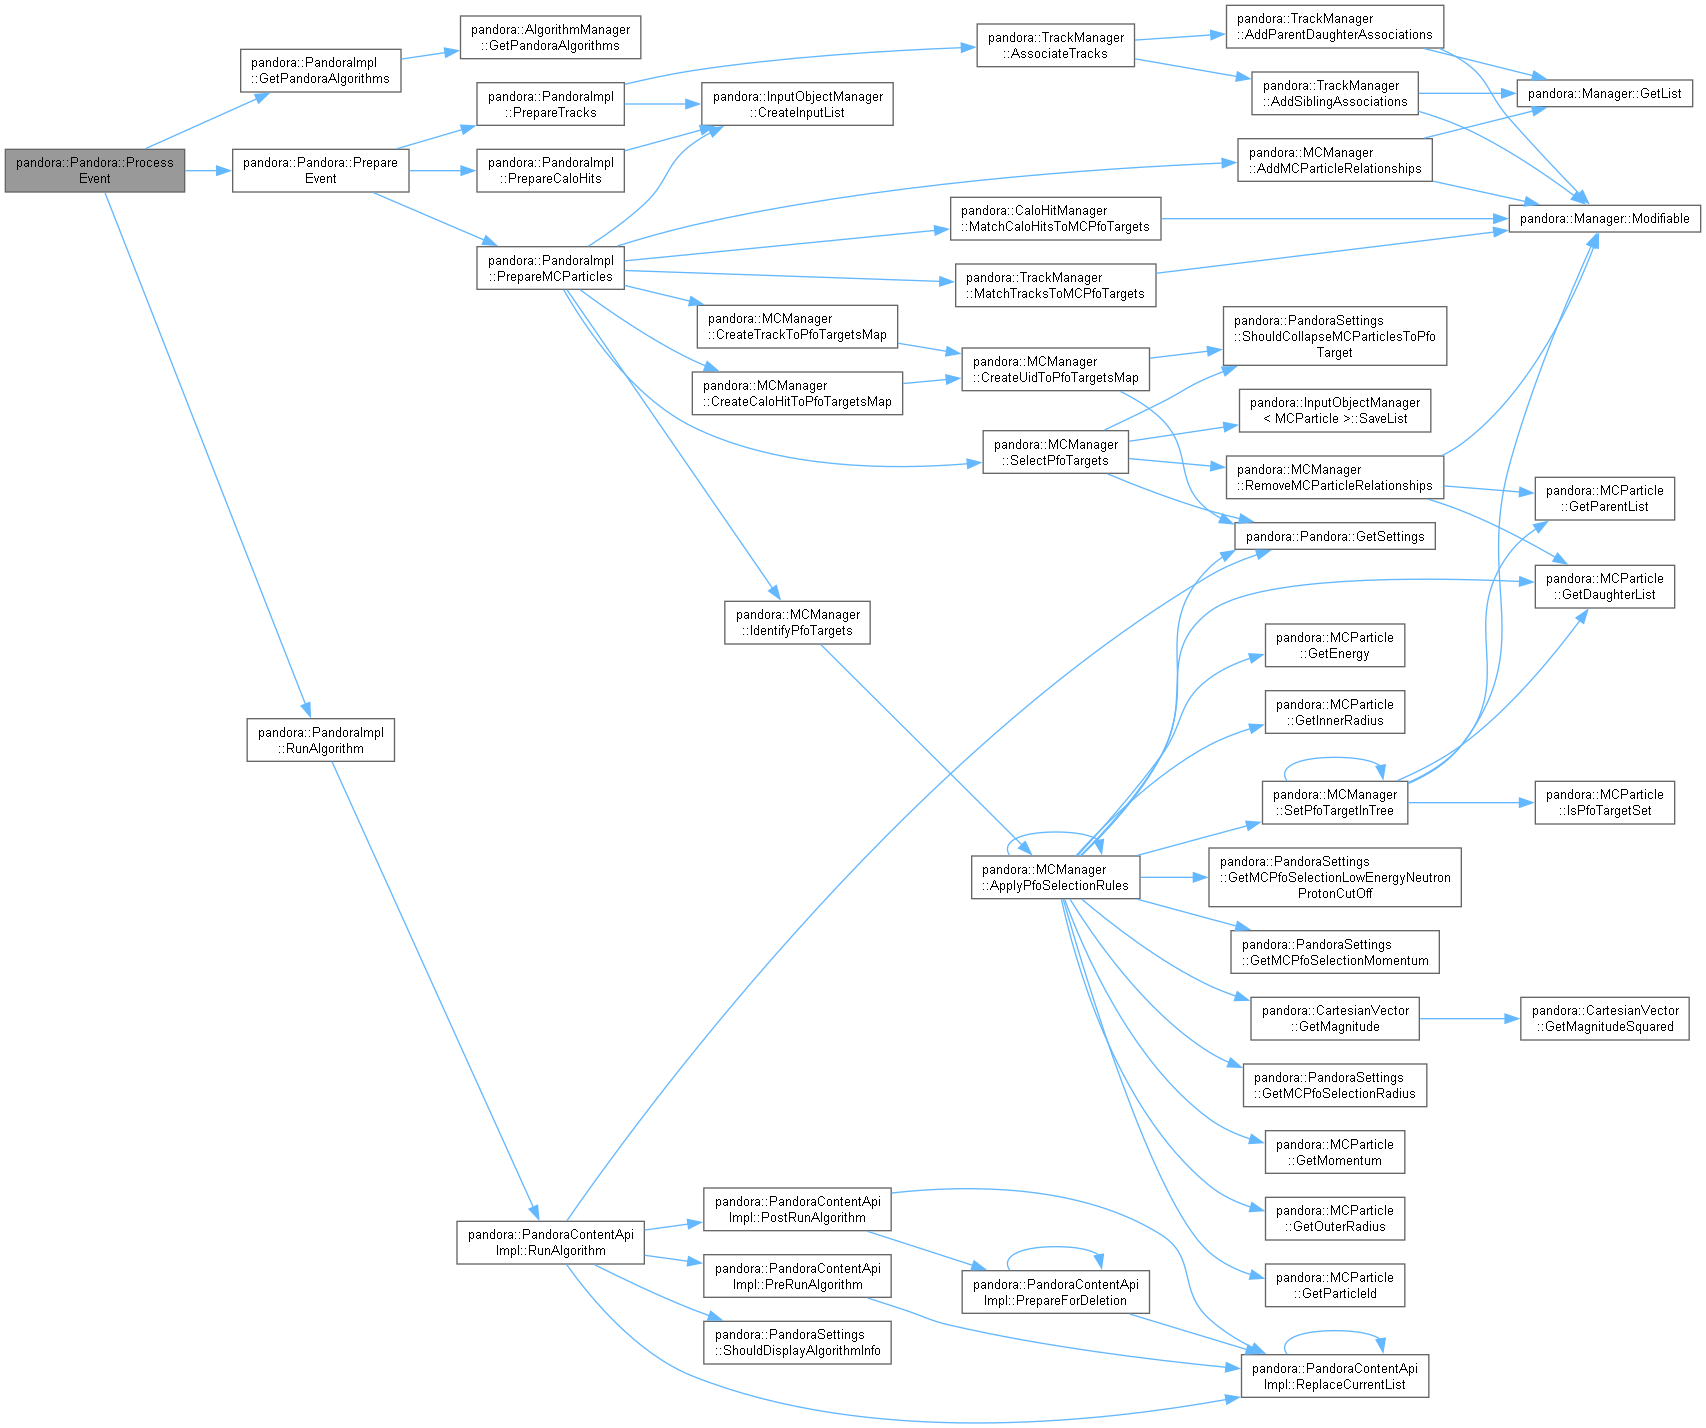 pandora::Pandora::Process
Event
pandora::PandoraImpl
::GetPandoraAlgorithms
pandora::AlgorithmManager
::GetPandoraAlgorithms
pandora::Pandora::Prepare
Event
pandora::PandoraImpl
::PrepareTracks
pandora::PandoraImpl
::PrepareCaloHits
pandora::PandoraImpl
::PrepareMCParticles
pandora::InputObjectManager
::CreateInputList
pandora::TrackManager
::AssociateTracks
pandora::TrackManager
::AddParentDaughterAssociations
pandora::TrackManager
::AddSiblingAssociations
pandora::Manager::GetList
pandora::MCManager
::AddMCParticleRelationships
pandora::Manager::Modifiable
pandora::CaloHitManager
::MatchCaloHitsToMCPfoTargets
pandora::TrackManager
::MatchTracksToMCPfoTargets
pandora::MCManager
::CreateTrackToPfoTargetsMap
pandora::MCManager
::CreateCaloHitToPfoTargetsMap
pandora::MCManager
::CreateUidToPfoTargetsMap
pandora::PandoraSettings
::ShouldCollapseMCParticlesToPfo
Target
pandora::InputObjectManager
< MCParticle >::SaveList
pandora::MCManager
::SelectPfoTargets
pandora::MCManager
::RemoveMCParticleRelationships
pandora::MCParticle
::GetParentList
pandora::Pandora::GetSettings
pandora::MCParticle
::GetDaughterList
pandora::MCManager
::IdentifyPfoTargets
pandora::MCParticle
::GetEnergy
pandora::MCParticle
::GetInnerRadius
pandora::PandoraImpl
::RunAlgorithm
pandora::MCManager
::SetPfoTargetInTree
pandora::MCParticle
::IsPfoTargetSet
pandora::MCManager
::ApplyPfoSelectionRules
pandora::PandoraSettings
::GetMCPfoSelectionLowEnergyNeutron
ProtonCutOff
pandora::PandoraSettings
::GetMCPfoSelectionMomentum
pandora::CartesianVector
::GetMagnitude
pandora::CartesianVector
::GetMagnitudeSquared
pandora::PandoraSettings
::GetMCPfoSelectionRadius
pandora::MCParticle
::GetMomentum
pandora::MCParticle
::GetOuterRadius
pandora::MCParticle
::GetParticleId
pandora::PandoraContentApi
Impl::RunAlgorithm
pandora::PandoraContentApi
Impl::PostRunAlgorithm
pandora::PandoraContentApi
Impl::PreRunAlgorithm
pandora::PandoraSettings
::ShouldDisplayAlgorithmInfo
pandora::PandoraContentApi
Impl::PrepareForDeletion
pandora::PandoraContentApi
Impl::ReplaceCurrentList